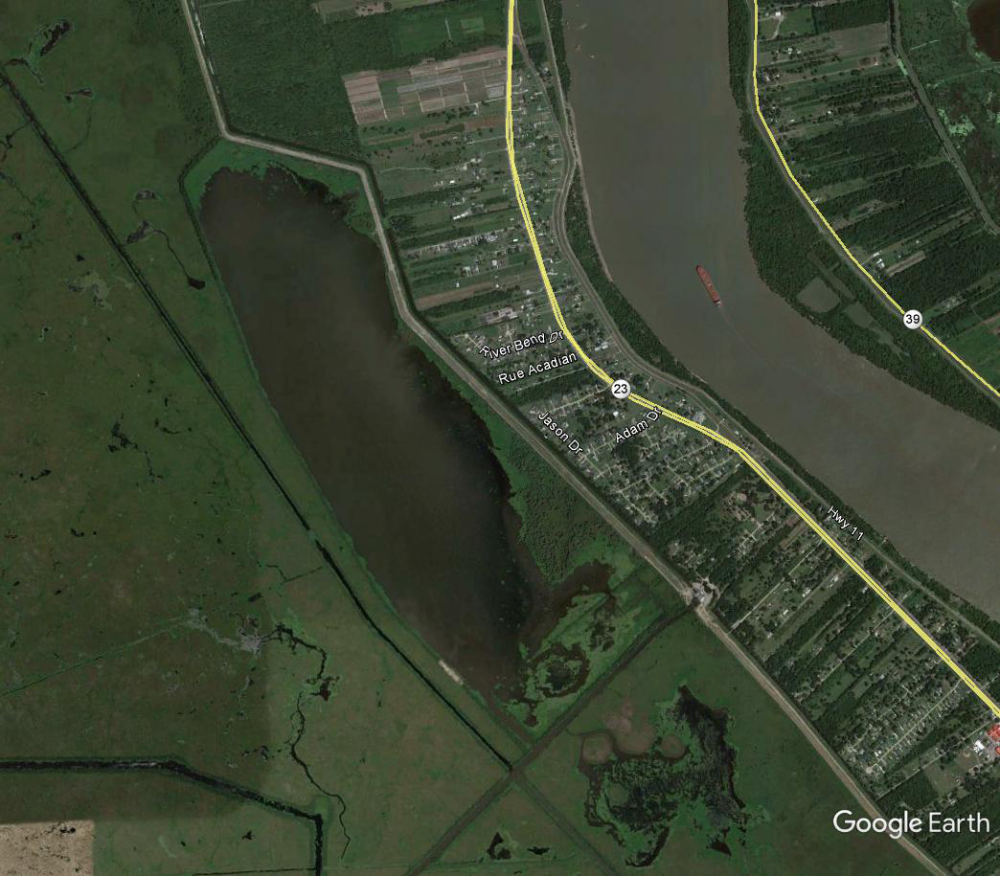 39
River Bend Dr
Rue Acadian
23
Jason Dr
Adam Dr
Hwy 11
Google Earth